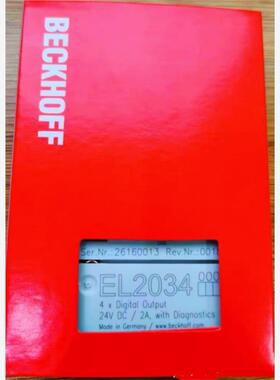 BECKHOFF
Ser Nr.: 26160013 Rev Nr.: 001
EL2034
4 x Digital Output
24V DC / 2A, with Diagnostics
Made in Germany / www.beckhoff.com